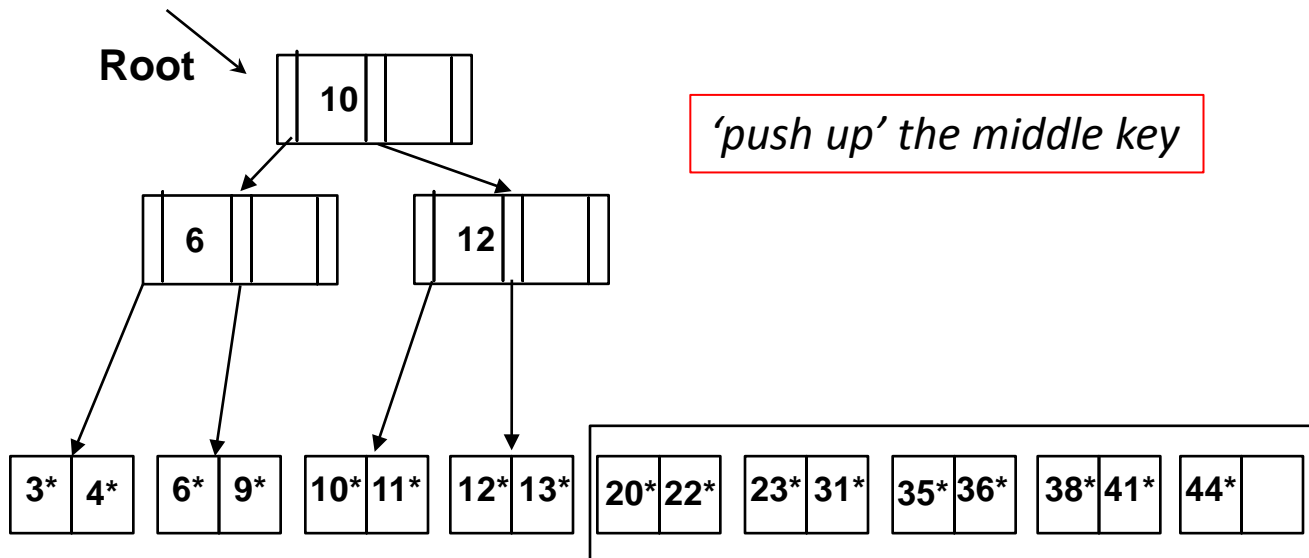 Root
10
‘push up’ the middle key
6
12
3* 4* 6* 9* 10* 11* 12* 13* 20* 22* 23* 31* 35* 36* 38* 41* 44*